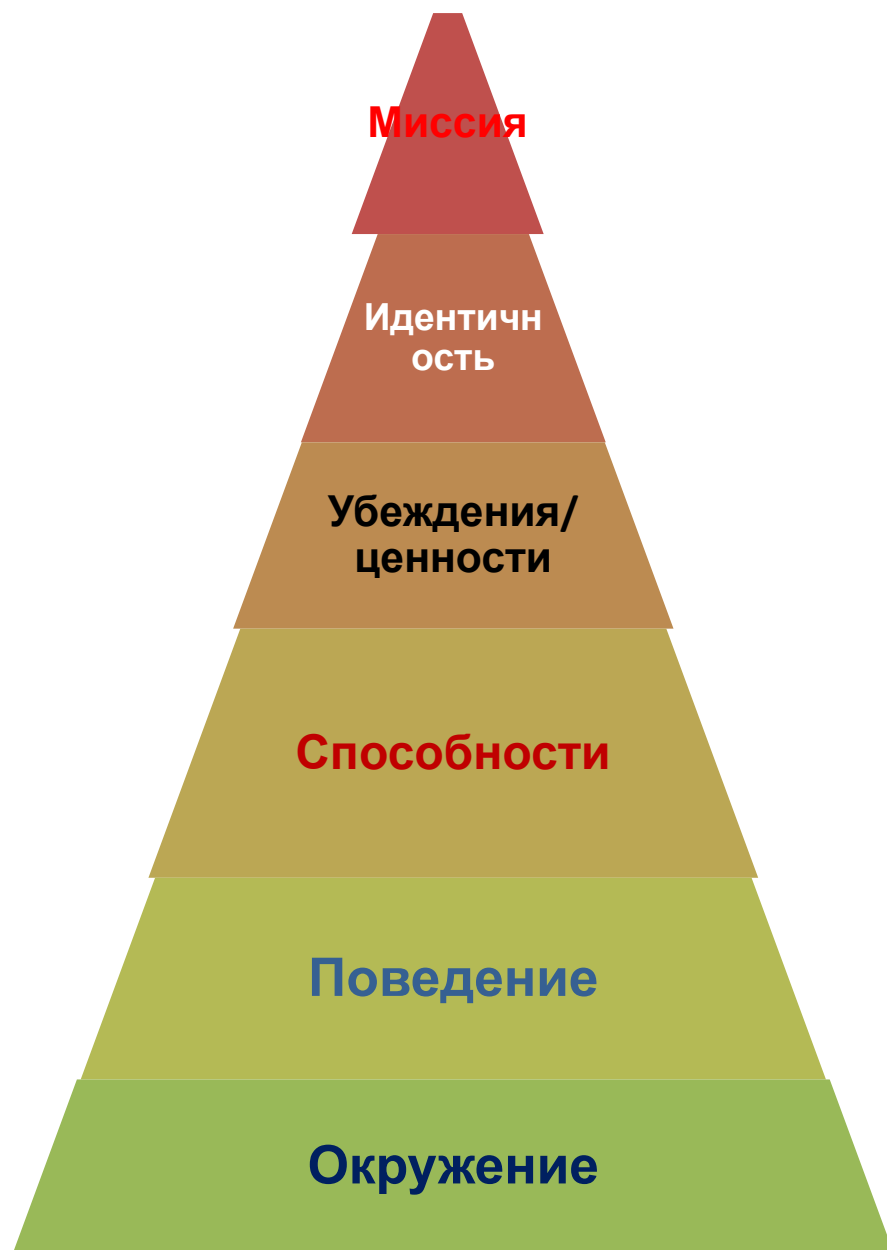 Миссия
Идентичн
ость
Убеждения/
ценности
Способности
Поведение
Окружение